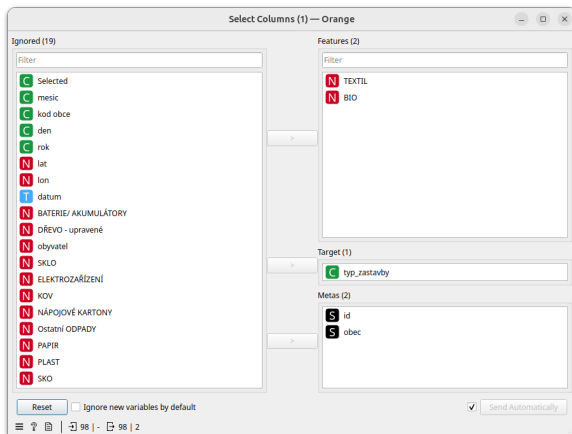 Select Columns (1) — Orange
Ignored (19)
Filter
C Selected
C mesic
C kod obce
C den
C rok
N lat
N lon
T datum
N BATERIE/ AKUMULÁTORY
N DŘEVO - upravené
N obyvatel
N SKLO
N ELEKTROZAŘÍZENÍ
N KOV
N NÁPOJOVÉ KARTONY
N Ostatní ODPADY
N PAPIR
N PLAST
N SKO
>
>
>
Features (2)
Filter
N TEXTIL
N BIO
Target (1)
C typ_zastavby
Metas (2)
S id
S obec
Reset
Ignore new variables by default
Send Automatically
? 98 | - 98 | 2